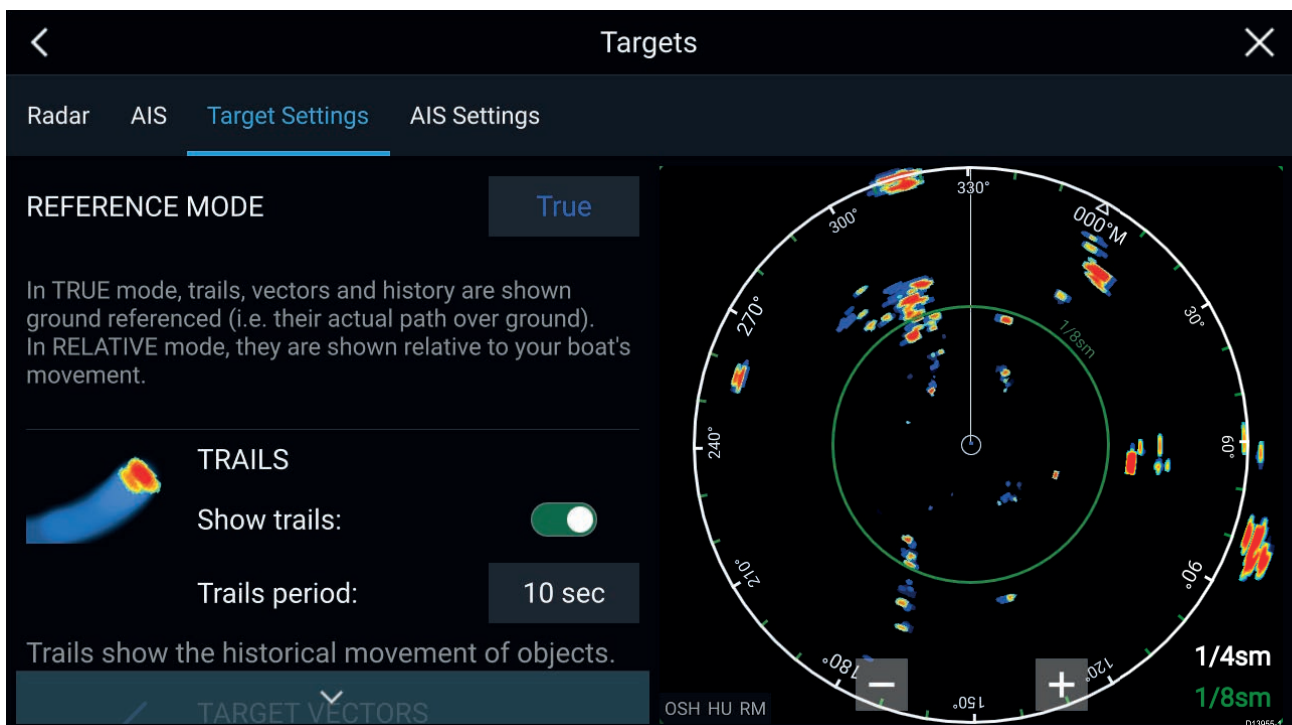 Targets
Radar
AIS
Target Settings
AIS Settings
REFERENCE MODE
True
In TRUE mode, trails, vectors and history are shown
ground referenced (i.e. their actual path over ground).
In RELATIVE mode, they are shown relative to your boat's
movement.
TRAILS
Show trails:
Trails period:
10 sec
Trails show the historical movement of objects.
TARGET VECTORS
330°
000°M
30°
60°
90°
120°
150°
180°
210°
240°
270°
300°
1/8sm
OSH HU RM
1/4sm
1/8sm
D13955-1